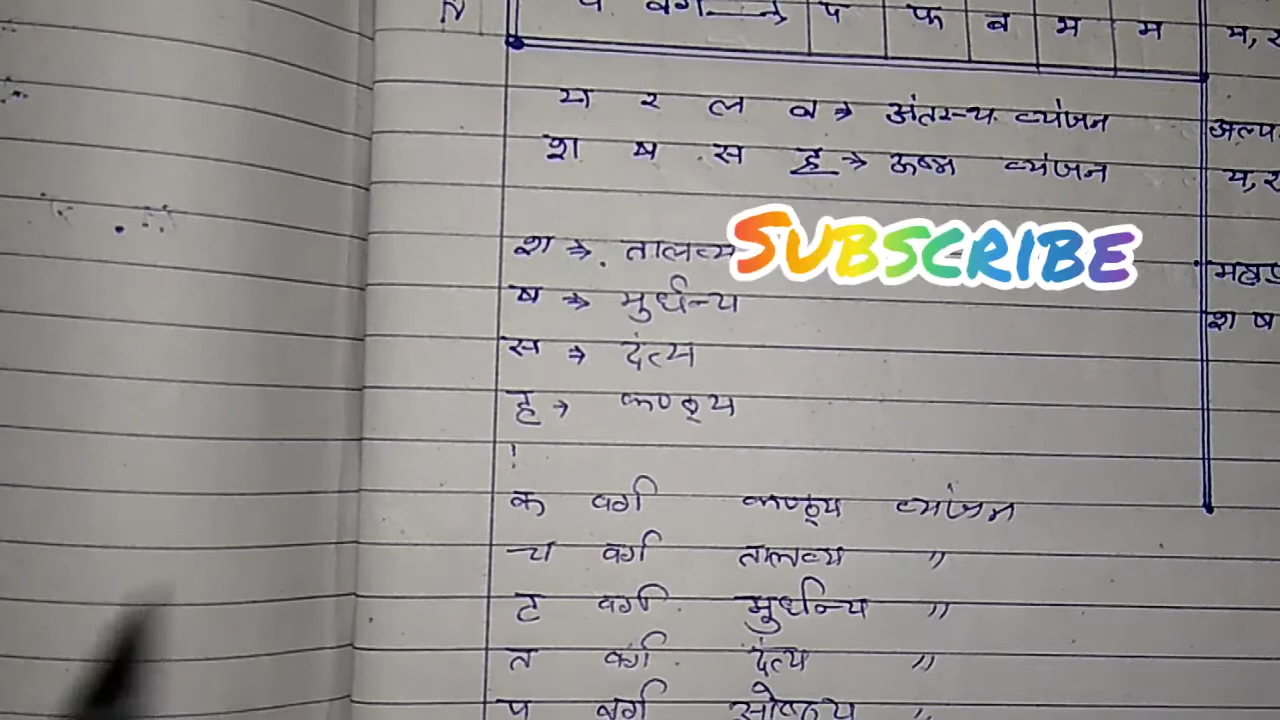 प वर्ग → प फ ब भ म
य र ल व → अंतस्थ व्यंजन
श ष स ह → ऊष्म व्यंजन
श → तालव्य
SUBSCRIBE
ष → मुर्धन्य
स → दंत्य
ह → कण्ठ्य
क वर्ग कण्ठ्य व्यंजन
च वर्ग तालव्य "
ट वर्ग मुर्धन्य "
त वर्ग दंत्य "
प वर्ग ओष्ठ्य "
य, र
अल्प
य, र
श ष